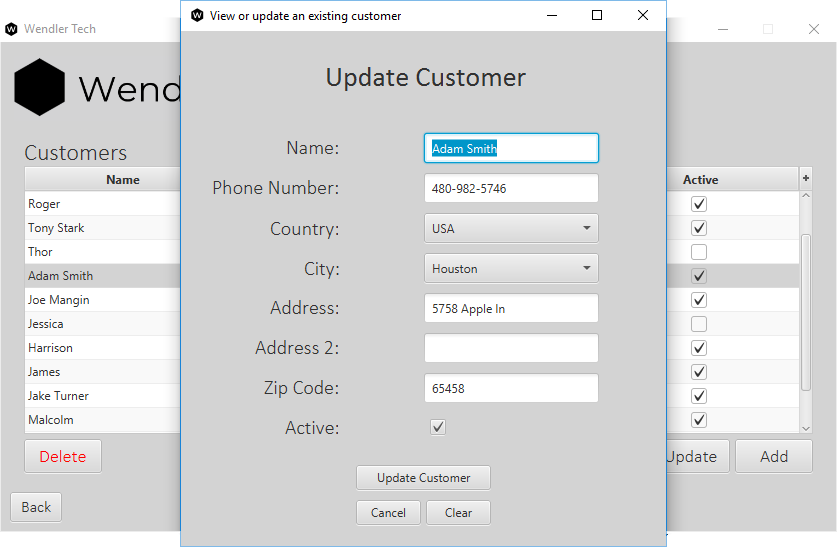 View or update an existing customer
Wendler Tech
Update Customer
Wend
Customers
Name
Active +
Roger
Tony Stark
Thor
Adam Smith
Joe Mangin
Jessica
Harrison
James
Jake Turner
Malcolm
Name: Adam Smith
Phone Number: 480-982-5746
Country: USA
City: Houston
Address: 5758 Apple ln
Address 2:
Zip Code: 65458
Active:
Update Customer
Cancel Clear
Delete
Update Add
Back